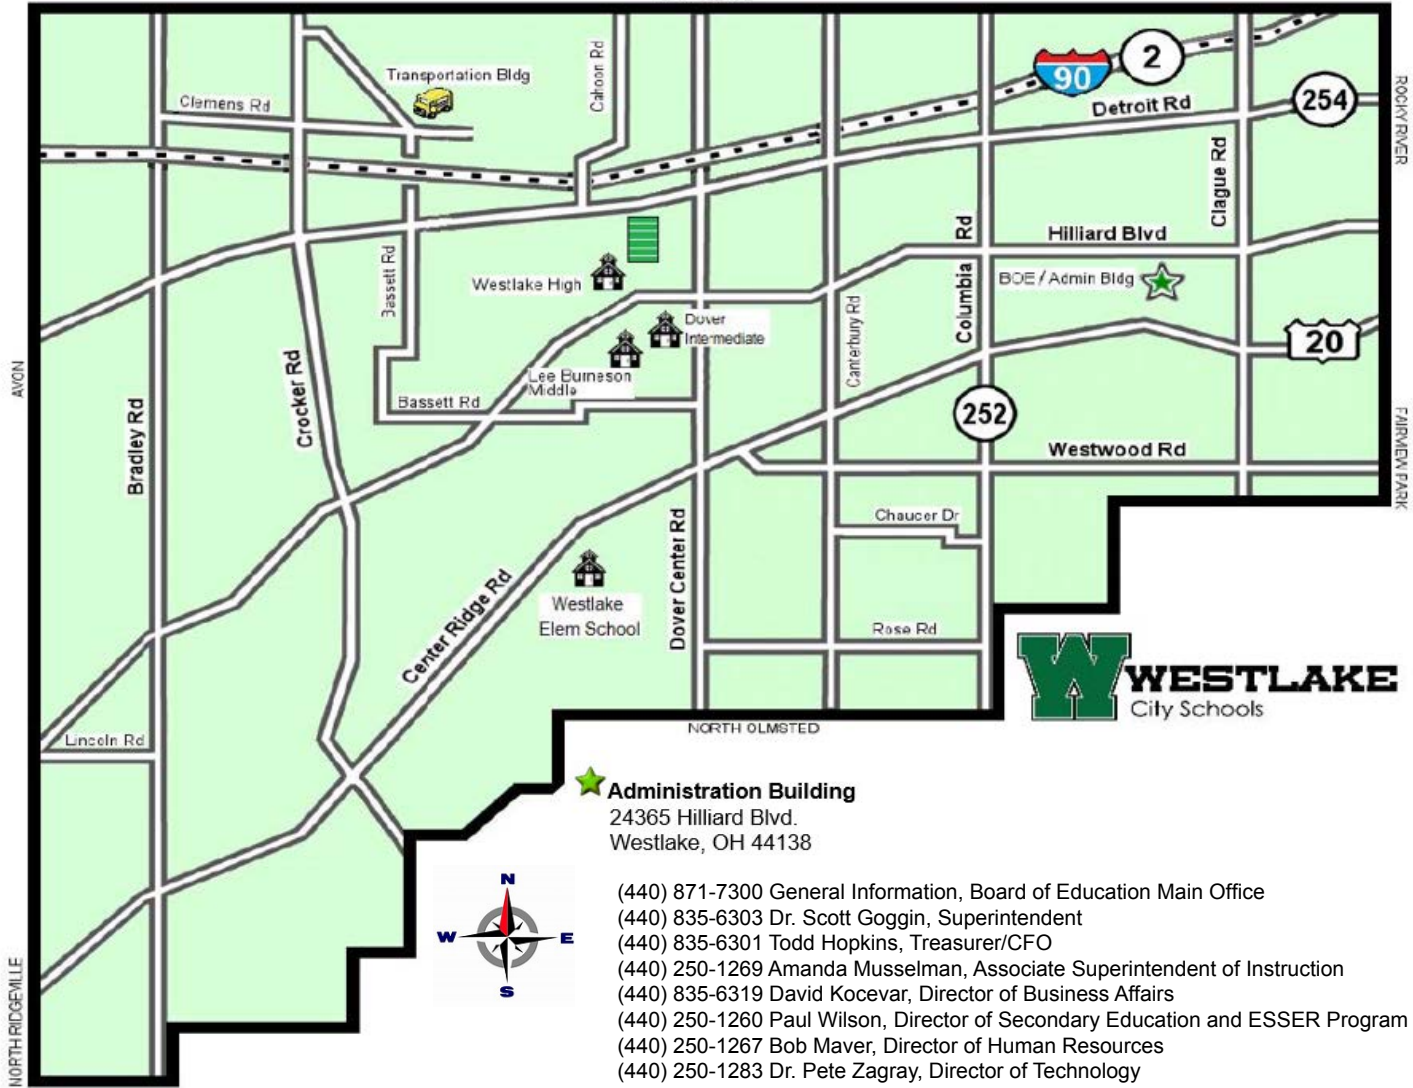 Transportation Bldg
Cahoon Rd
Clemens Rd
90
2
Detroit Rd
254
ROCKY RIVER
Clague Rd
Columbia Rd
Hilliard Blvd
Bassett Rd
Westlake High
BOE / Admin Bldg
Dover
Intermediate
Canterbury Rd
20
AVON
Crocker Rd
Lee Burneson
Middle
Bassett Rd
252
Bradley Rd
Westwood Rd
FAIRVIEW PARK
Chaucer Dr
Dover Center Rd
Center Ridge Rd
Westlake
Elem School
Rose Rd
W WESTLAKE
City Schools
NORTH OLMSTED
Lincoln Rd
Administration Building
24365 Hilliard Blvd.
Westlake, OH 44138
N
W E
S
NORTH RIDGEVILLE
(440) 871-7300 General Information, Board of Education Main Office
(440) 835-6303 Dr. Scott Goggin, Superintendent
(440) 835-6301 Todd Hopkins, Treasurer/CFO
(440) 250-1269 Amanda Musselman, Associate Superintendent of Instruction
(440) 835-6319 David Kocevar, Director of Business Affairs
(440) 250-1260 Paul Wilson, Director of Secondary Education and ESSER Program
(440) 250-1267 Bob Maver, Director of Human Resources
(440) 250-1283 Dr. Pete Zagray, Director of Technology